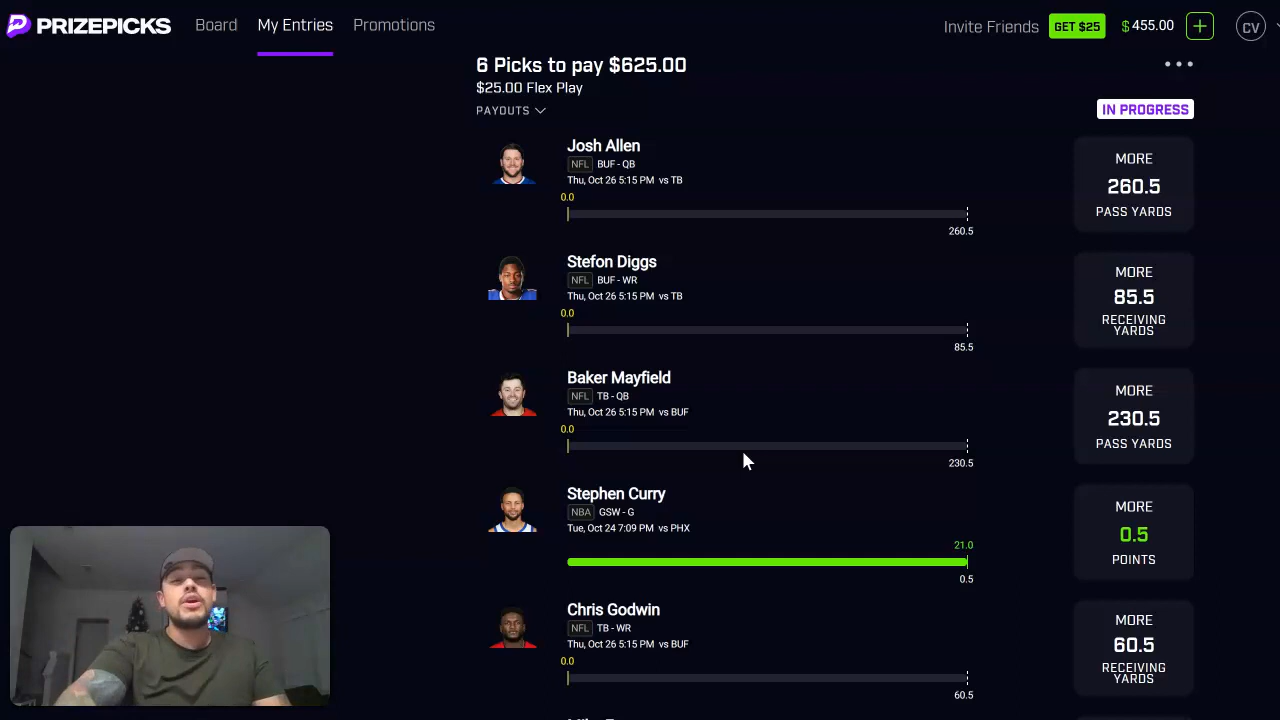 PRIZEPICKS Board My Entries Promotions Invite Friends GET $25 $455.00 + CV
6 Picks to pay $625.00
$25.00 Flex Play
PAYOUTS
IN PROGRESS
Josh Allen
NFL BUF - QB
Thu, Oct 26 5:15 PM vs TB
0.0
260.5
MORE
260.5
PASS YARDS
Stefon Diggs
NFL BUF - WR
Thu, Oct 26 5:15 PM vs TB
0.0
85.5
MORE
85.5
RECEIVING
YARDS
Baker Mayfield
NFL TB - QB
Thu, Oct 26 5:15 PM vs BUF
0.0
230.5
MORE
230.5
PASS YARDS
Stephen Curry
NBA GSW - G
Tue, Oct 24 7:09 PM vs PHX
21.0
0.5
MORE
0.5
POINTS
Chris Godwin
NFL TB - WR
Thu, Oct 26 5:15 PM vs BUF
0.0
60.5
MORE
60.5
RECEIVING
YARDS